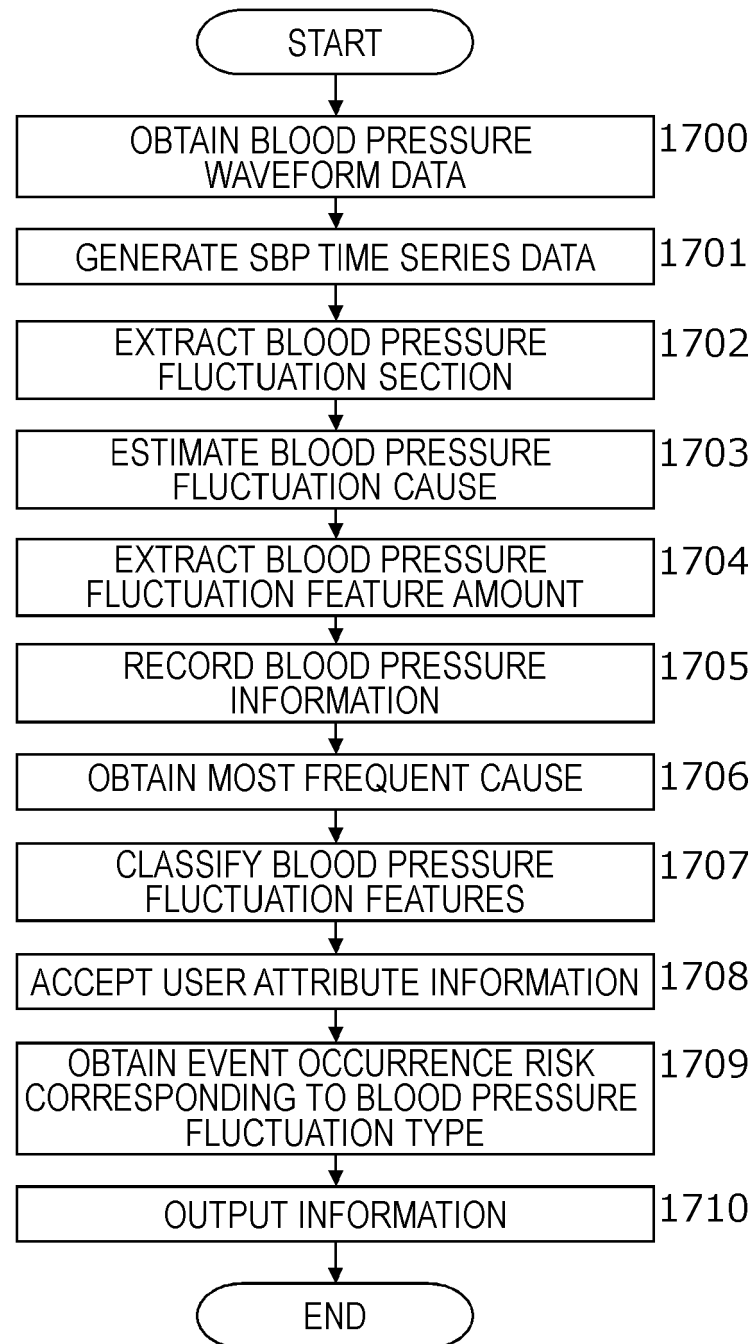 START
OBTAIN BLOOD PRESSURE
WAVEFORM DATA
1700
GENERATE SBP TIME SERIES DATA
1701
EXTRACT BLOOD PRESSURE
FLUCTUATION SECTION
1702
ESTIMATE BLOOD PRESSURE
FLUCTUATION CAUSE
1703
EXTRACT BLOOD PRESSURE
FLUCTUATION FEATURE AMOUNT
1704
RECORD BLOOD PRESSURE
INFORMATION
1705
OBTAIN MOST FREQUENT CAUSE
1706
CLASSIFY BLOOD PRESSURE
FLUCTUATION FEATURES
1707
ACCEPT USER ATTRIBUTE INFORMATION
1708
OBTAIN EVENT OCCURRENCE RISK
CORRESPONDING TO BLOOD PRESSURE
FLUCTUATION TYPE
1709
OUTPUT INFORMATION
1710
END